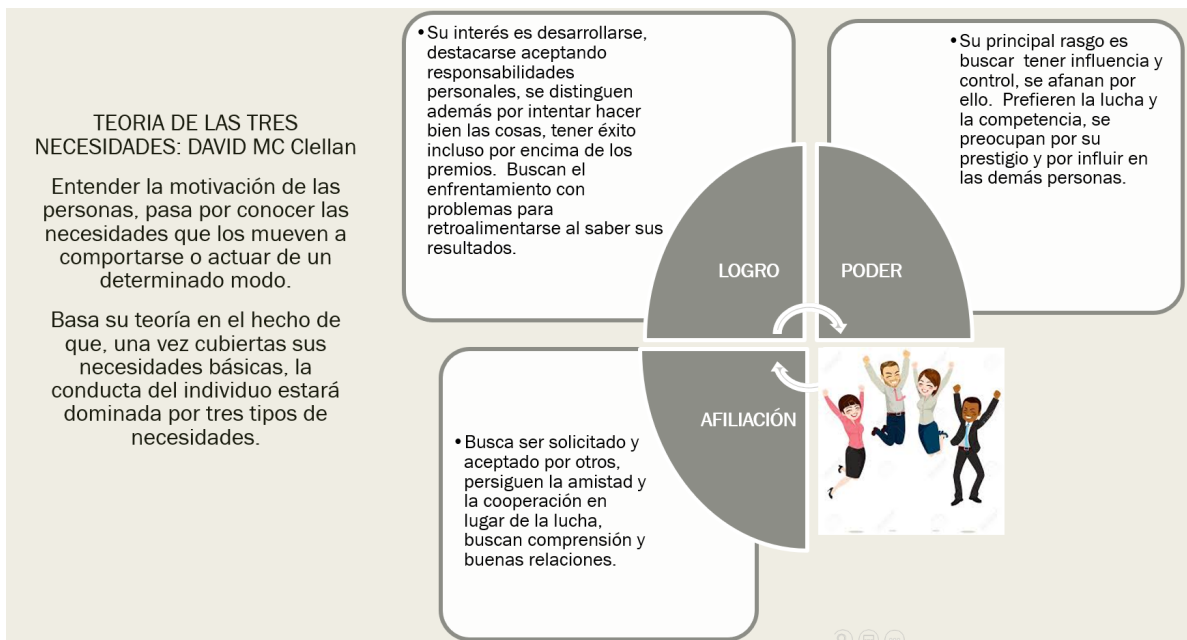 TEORIA DE LAS TRES
NECESIDADES: DAVID MC Clellan
Entender la motivación de las
personas, pasa por conocer las
necesidades que los mueven a
comportarse o actuar de un
determinado modo.
Basa su teoría en el hecho de
que, una vez cubiertas sus
necesidades básicas, la
conducta del individuo estará
dominada por tres tipos de
necesidades.
•Su interés es desarrollarse,
destacarse aceptando
responsabilidades
personales, se distinguen
además por intentar hacer
bien las cosas, tener éxito
incluso por encima de los
premios. Buscan el
enfrentamiento con
problemas para
retroalimentarse al saber sus
resultados.
•Su principal rasgo es
buscar tener influencia y
control, se afanan por
ello. Prefieren la lucha y
la competencia, se
preocupan por su
prestigio y por influir en
las demás personas.
LOGRO
PODER
AFILIACIÓN
•Busca ser solicitado y
aceptado por otros,
persiguen la amistad y
la cooperación en
lugar de la lucha,
buscan comprensión y
buenas relaciones.